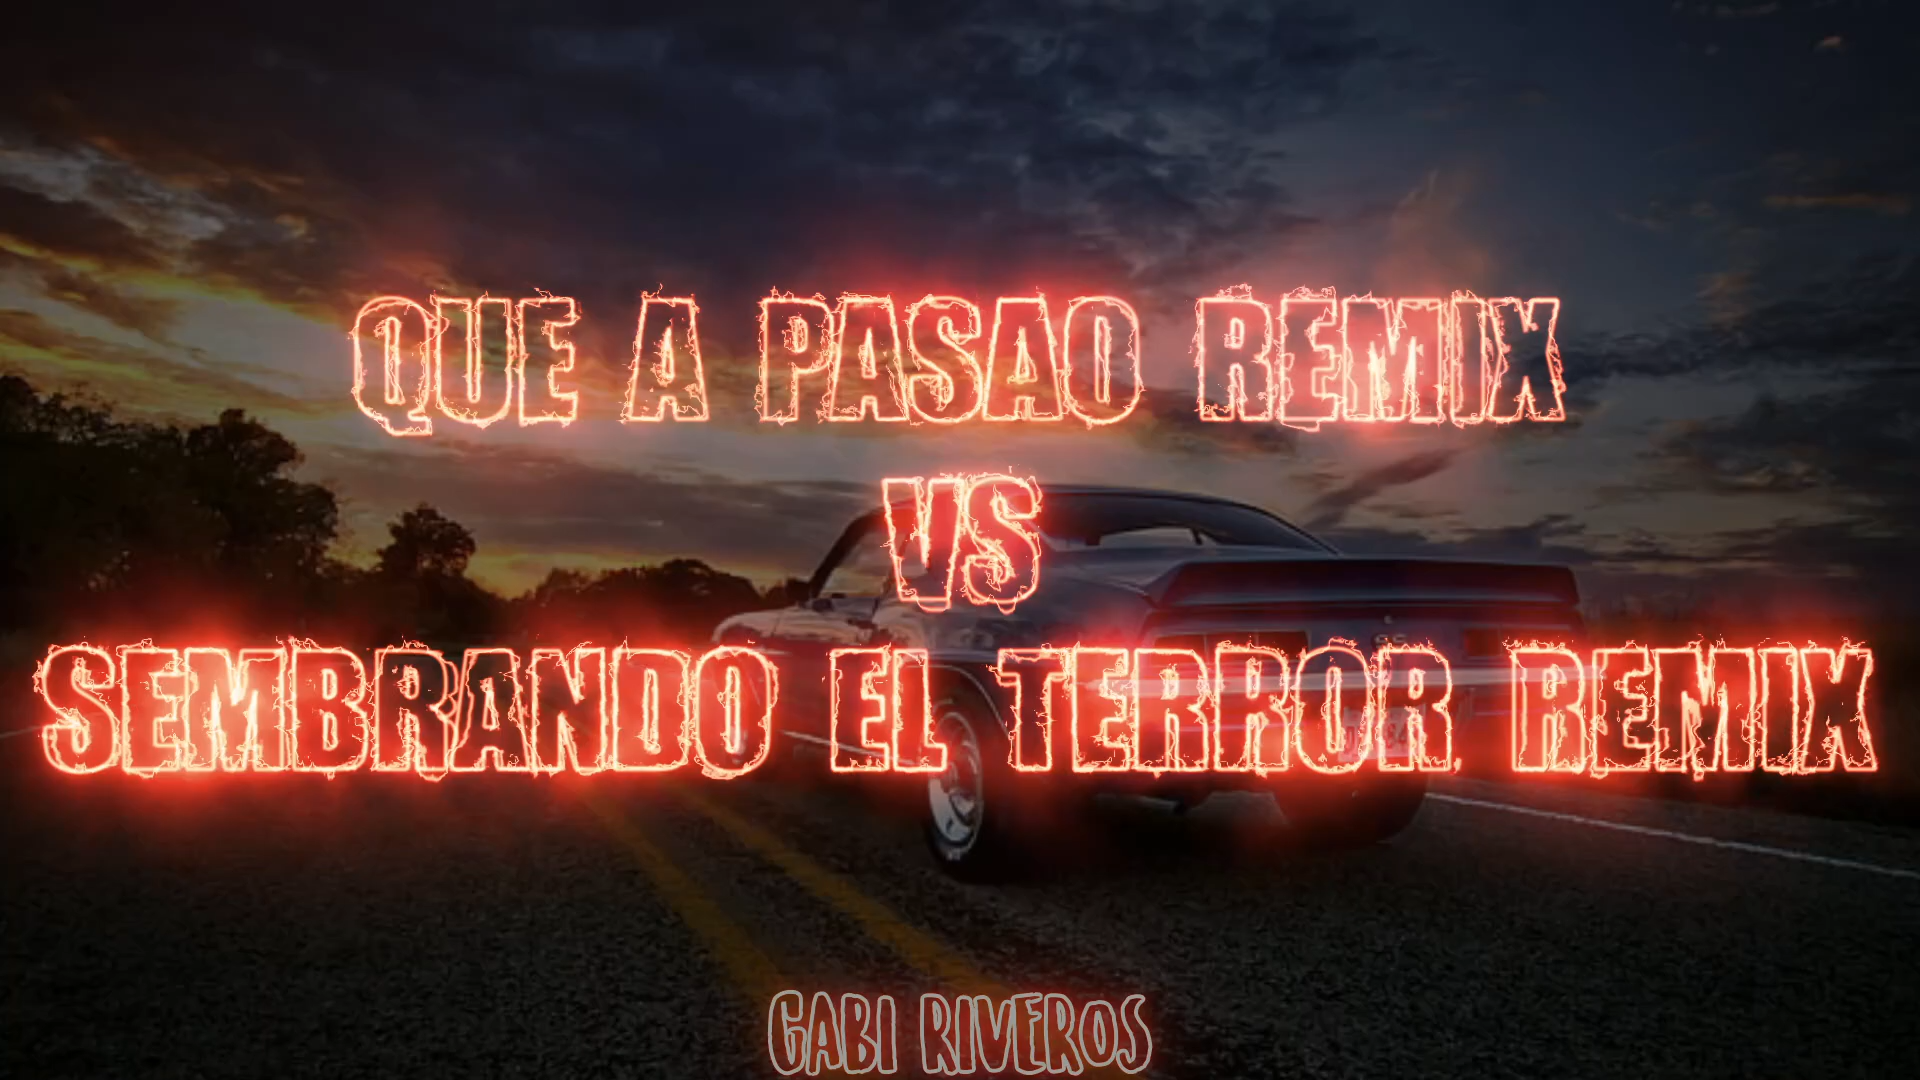 QUE A PASAO REMIX
VS
SEMBRANDO EL TERROR REMIX
GABI RIVEROS